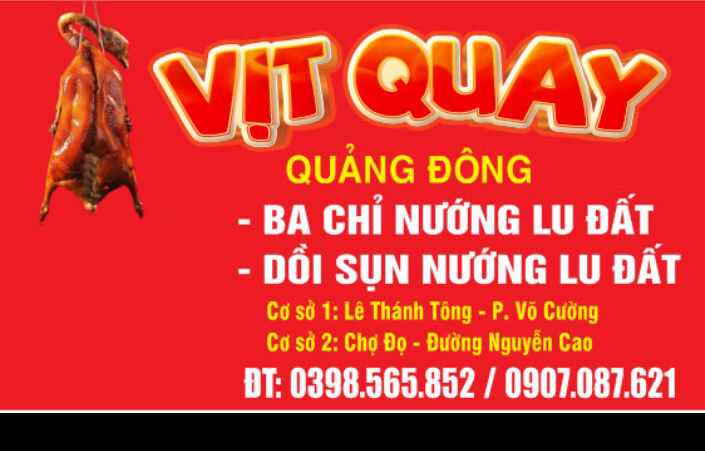 VỊT QUAY
QUẢNG ĐÔNG
- BA CHỈ NƯỚNG LU ĐẤT
- DỒI SỤN NƯỚNG LU ĐẤT
Cơ sở 1: Lê Thánh Tông - P. Võ Cường
Cơ sở 2: Chợ Đọ - Đường Nguyễn Cao
ĐT: 0398.565.852 / 0907.087.621